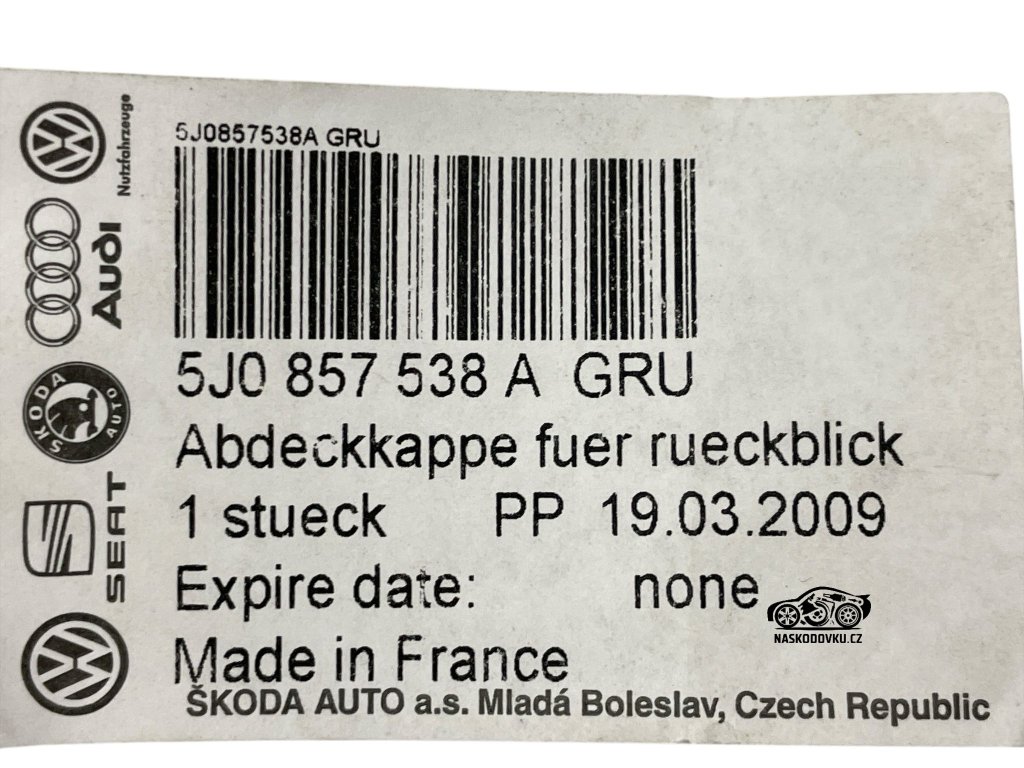 Nutzfahrzeuge
Audi
ŠKODA AUTO
SEAT
5J0857538A GRU
5J0 857 538 A GRU
Abdeckkappe fuer rueckblick
1 stueck PP 19.03.2009
Expire date: none
Made in France
ŠKODA AUTO a.s. Mladá Boleslav, Czech Republic
NASKODOVKU.CZ